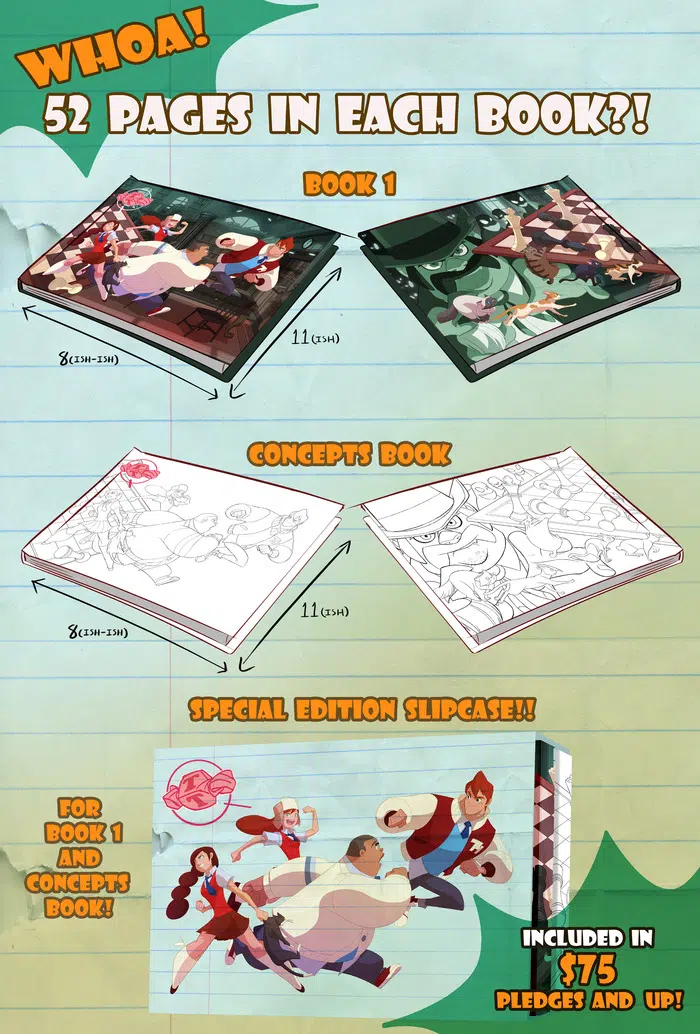 WHOA!
52 PAGES IN EACH BOOK?!
BOOK 1
8(ISH-ISH)
11(ISH)
CONCEPTS BOOK
8(ISH-ISH)
11(ISH)
SPECIAL EDITION SLIPCASE!!
FOR
BOOK 1
AND
CONCEPTS
BOOK!
T T
INCLUDED IN
$75
PLEDGES AND UP!